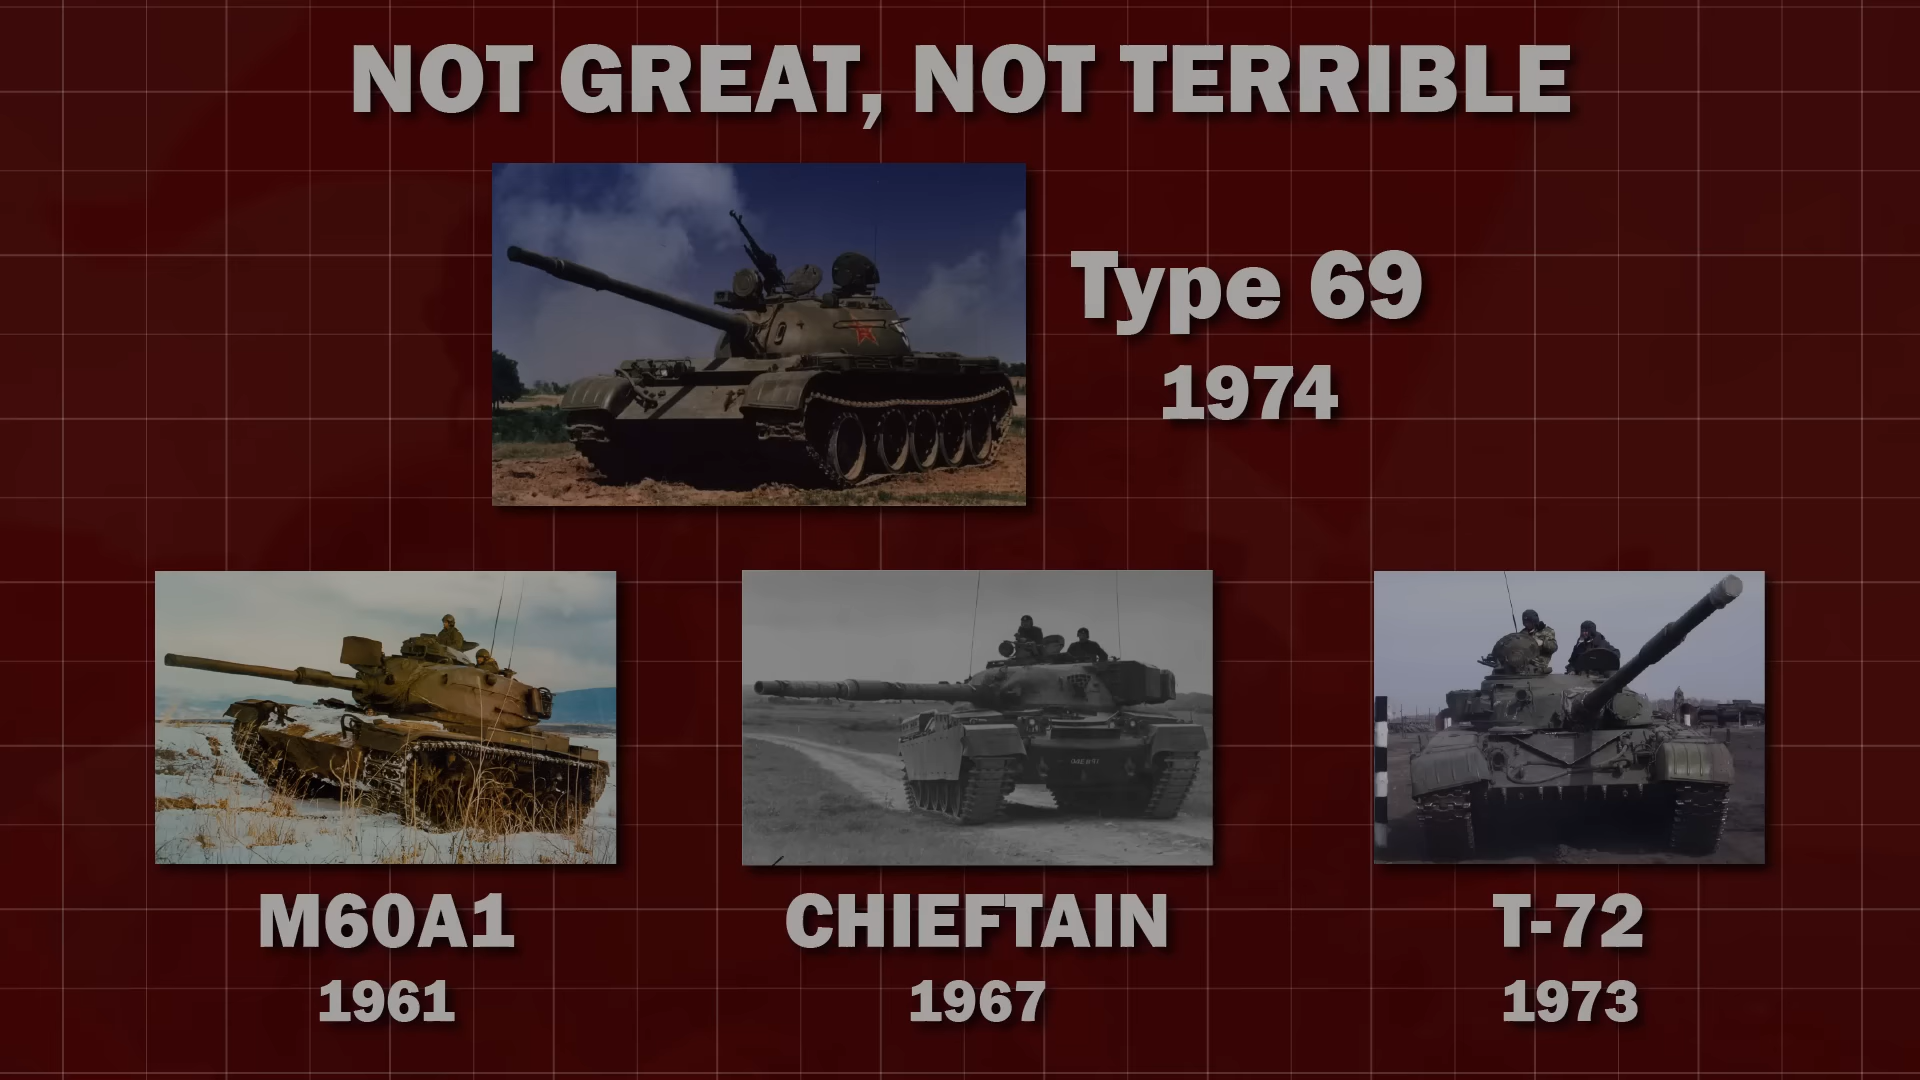 NOT GREAT, NOT TERRIBLE
Type 69
1974
M60A1
1961
CHIEFTAIN
1967
T-72
1973